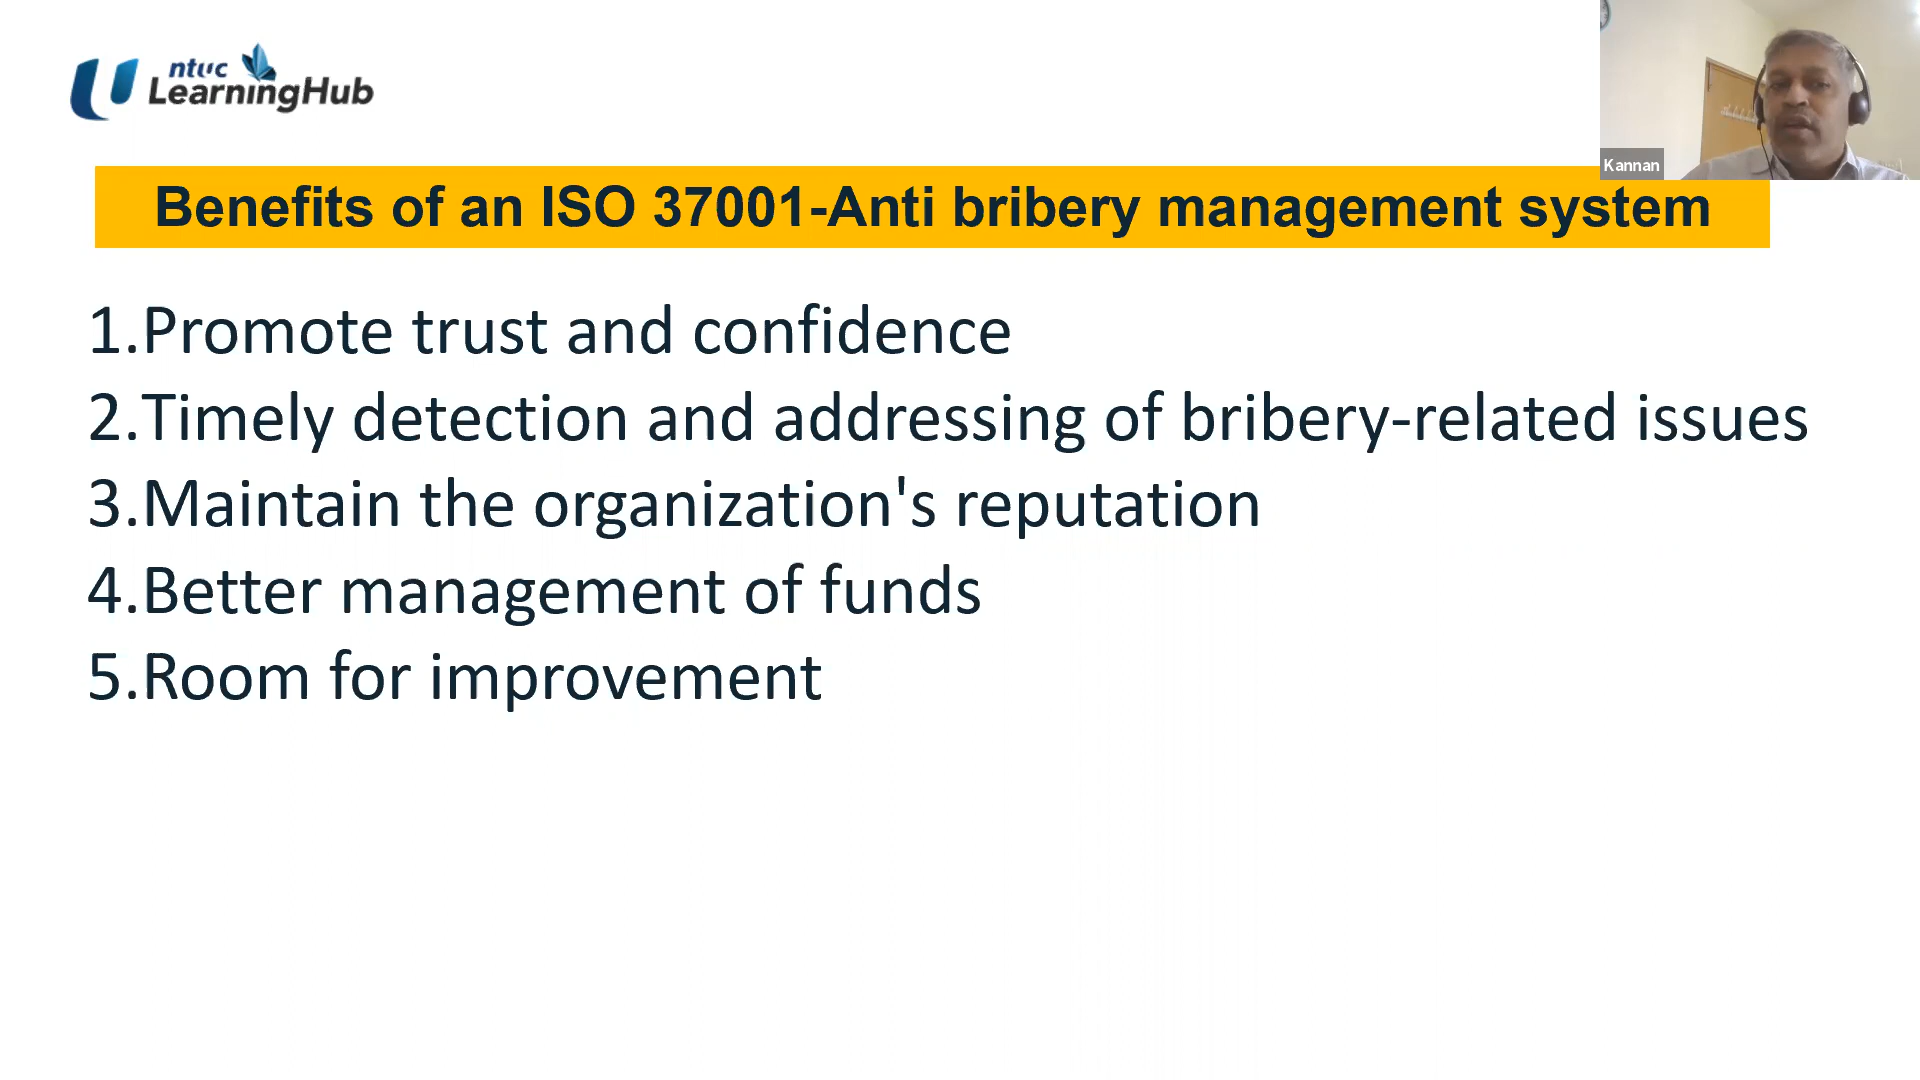 ntuc
LearningHub
Kannan
Benefits of an ISO 37001-Anti bribery management system
1.Promote trust and confidence
2.Timely detection and addressing of bribery-related issues
3.Maintain the organization's reputation
4.Better management of funds
5.Room for improvement